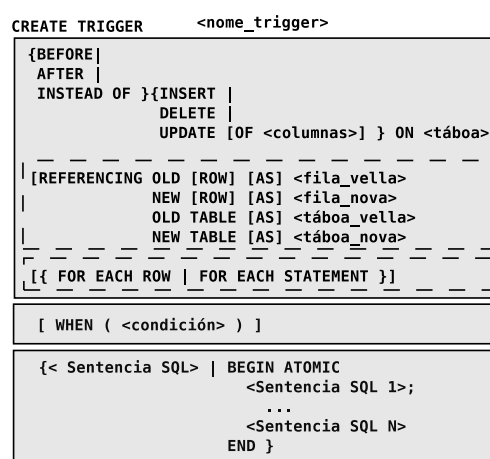 CREATE TRIGGER <nome_trigger>
{BEFORE|
AFTER |
INSTEAD OF }{INSERT |
DELETE |
UPDATE [OF <columnas>] } ON <táboa>
[REFERENCING OLD [ROW] [AS] <fila_vella>
NEW [ROW] [AS] <fila_nova>
OLD TABLE [AS] <táboa_vella>
NEW TABLE [AS] <táboa_nova>
[{ FOR EACH ROW | FOR EACH STATEMENT }]
[ WHEN ( <condición> ) ]
{< Sentencia SQL> | BEGIN ATOMIC
<Sentencia SQL 1>;
...
<Sentencia SQL N>
END }